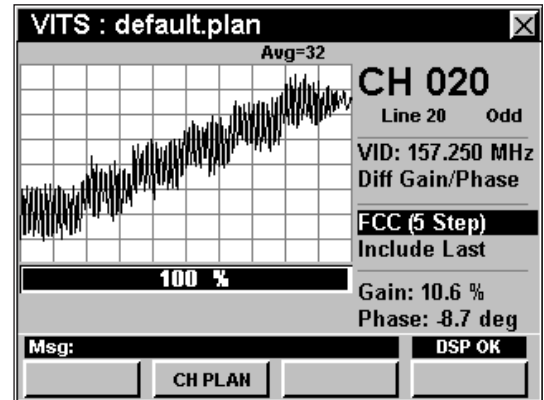 VITS : default.plan
Avg=32
CH 020
Line 20 Odd
VID: 157.250 MHz
Diff Gain/Phase
FCC (5 Step)
Include Last
100 %
Gain: 10.6 %
Phase: -8.7 deg
Msg: DSP OK
CH PLAN